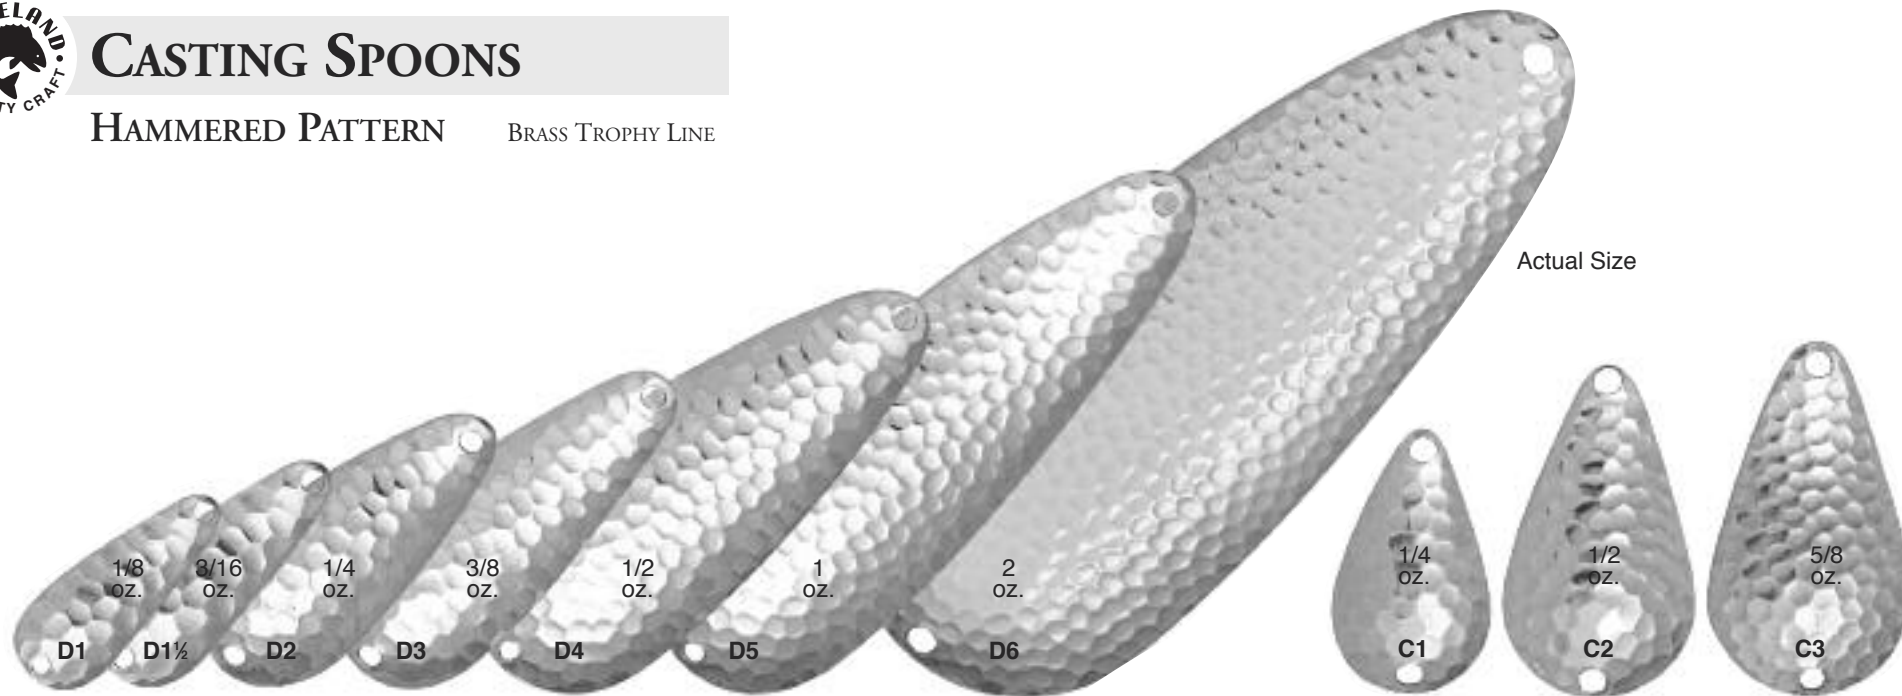 CASTING SPOONS
HAMMERED PATTERN BRASS TROPHY LINE
Actual Size
1/8 oz.
3/16 oz.
1/4 oz.
3/8 oz.
1/2 oz.
1 oz.
2 oz.
1/4 oz.
1/2 oz.
5/8 oz.
D1
D1½
D2
D3
D4
D5
D6
C1
C2
C3